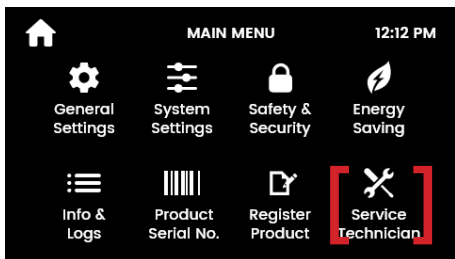 MAIN MENU 12:12 PM
General Settings
System Settings
Safety & Security
Energy Saving
Info & Logs
Product Serial No.
Register Product
Service Technician